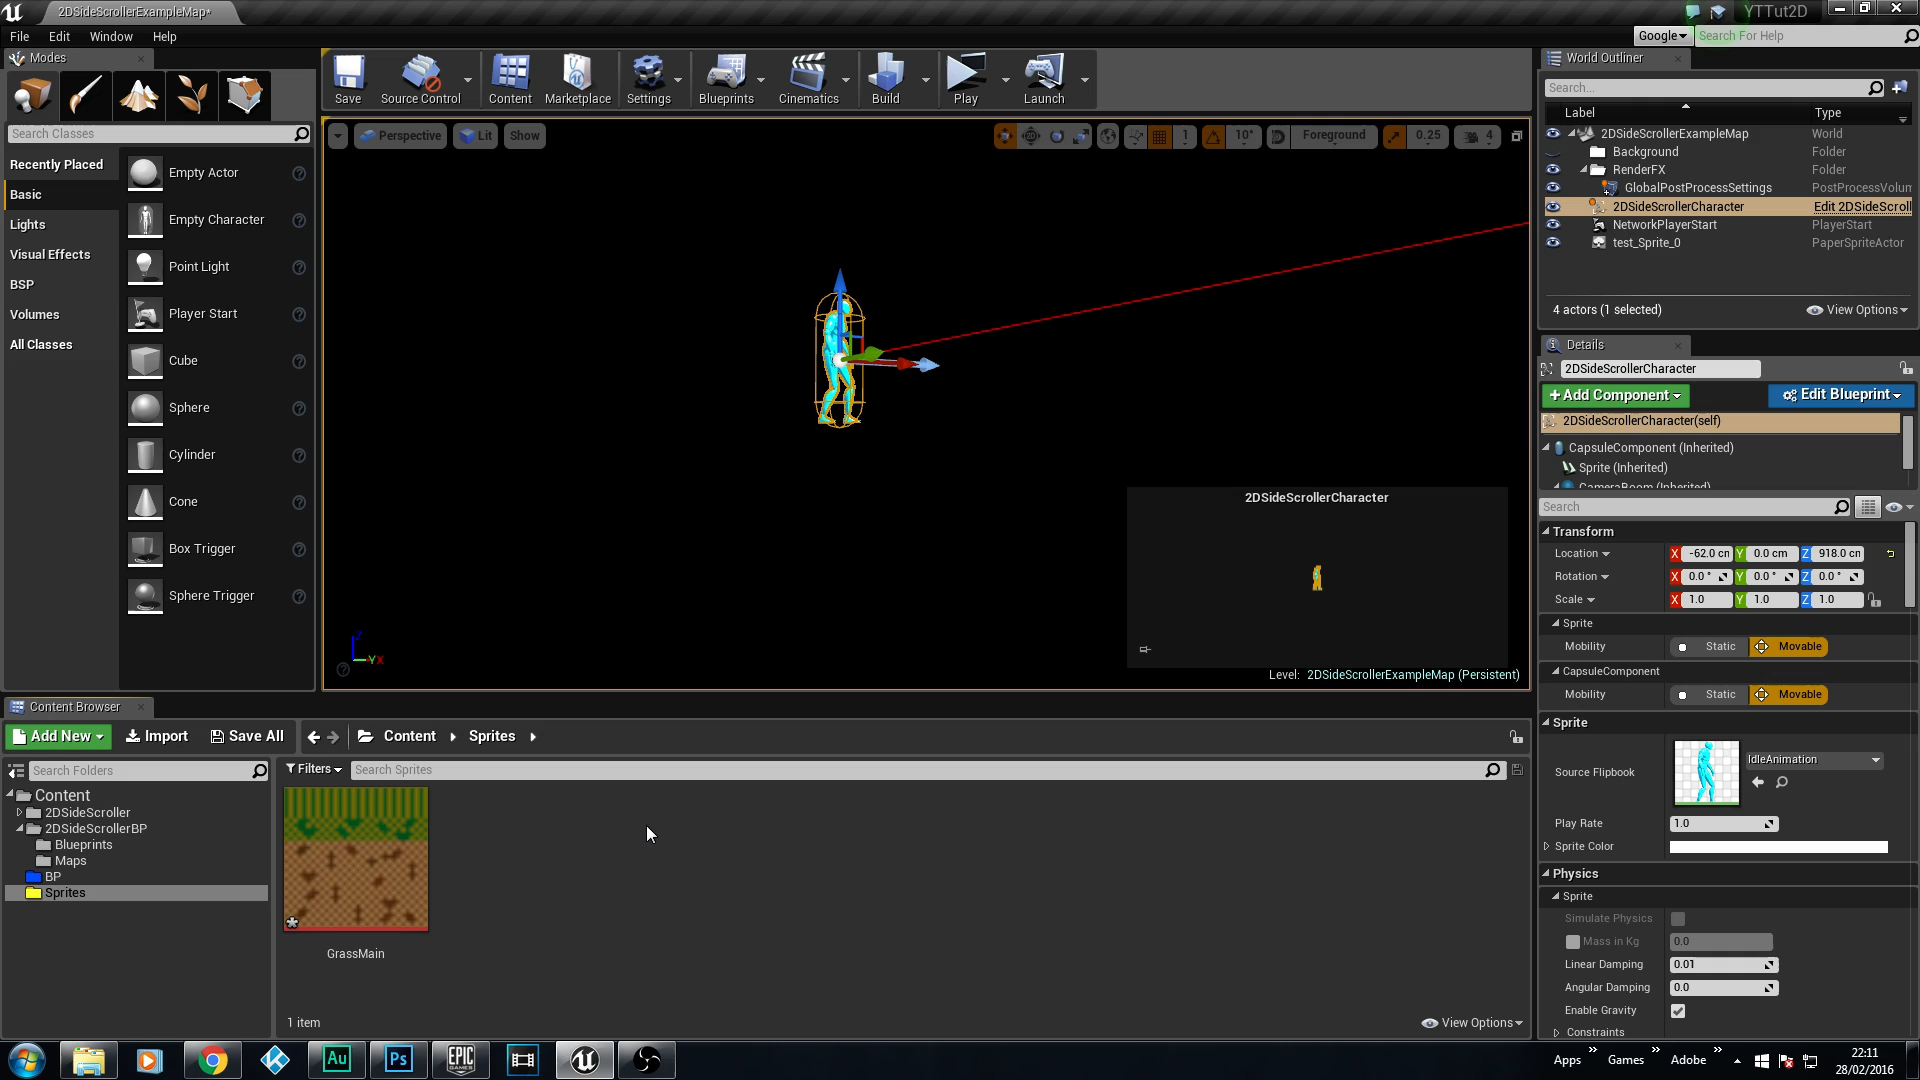 2DSideScrollerExampleMap*
YTTut2D
File Edit Window Help
Google
Search For Help
Modes
Search Classes
Recently Placed
Basic
Lights
Visual Effects
BSP
Volumes
All Classes
Empty Actor
Empty Character
Point Light
Player Start
Cube
Sphere
Cylinder
Cone
Box Trigger
Sphere Trigger
Save
Source Control
Content
Marketplace
Settings
Blueprints
Cinematics
Build
Play
Launch
Perspective
Lit
Show
1
10°
Foreground
0.25
4
2DSideScrollerCharacter
Level: 2DSideScrollerExampleMap (Persistent)
World Outliner
Search...
Label Type
2DSideScrollerExampleMap World
Background Folder
RenderFX Folder
GlobalPostProcessSettings PostProcessVolum
2DSideScrollerCharacter Edit 2DSideScroll
NetworkPlayerStart PlayerStart
test_Sprite_0 PaperSpriteActor
4 actors (1 selected)
View Options
Details
2DSideScrollerCharacter
+Add Component
Edit Blueprint
2DSideScrollerCharacter(self)
CapsuleComponent (Inherited)
Sprite (Inherited)
CameraBoom (Inherited)
Search
Transform
Location X -62.0 cm Y 0.0 cm Z 918.0 cm
Rotation X 0.0 ° Y 0.0 ° Z 0.0 °
Scale X 1.0 Y 1.0 Z 1.0
Sprite
Mobility Static Movable
CapsuleComponent
Mobility Static Movable
Sprite
Source Flipbook
IdleAnimation
Play Rate 1.0
Sprite Color
Physics
Sprite
Simulate Physics
Mass in Kg 0.0
Linear Damping 0.01
Angular Damping 0.0
Enable Gravity
Constraints
Content Browser
Add New
Import
Save All
Content
Sprites
Search Folders
Filters
Search Sprites
Content
2DSideScroller
2DSideScrollerBP
Blueprints
Maps
BP
Sprites
GrassMain
1 item
View Options
Au
Ps
EPIC
GAMES
Apps
Games
Adobe
22:11
28/02/2016